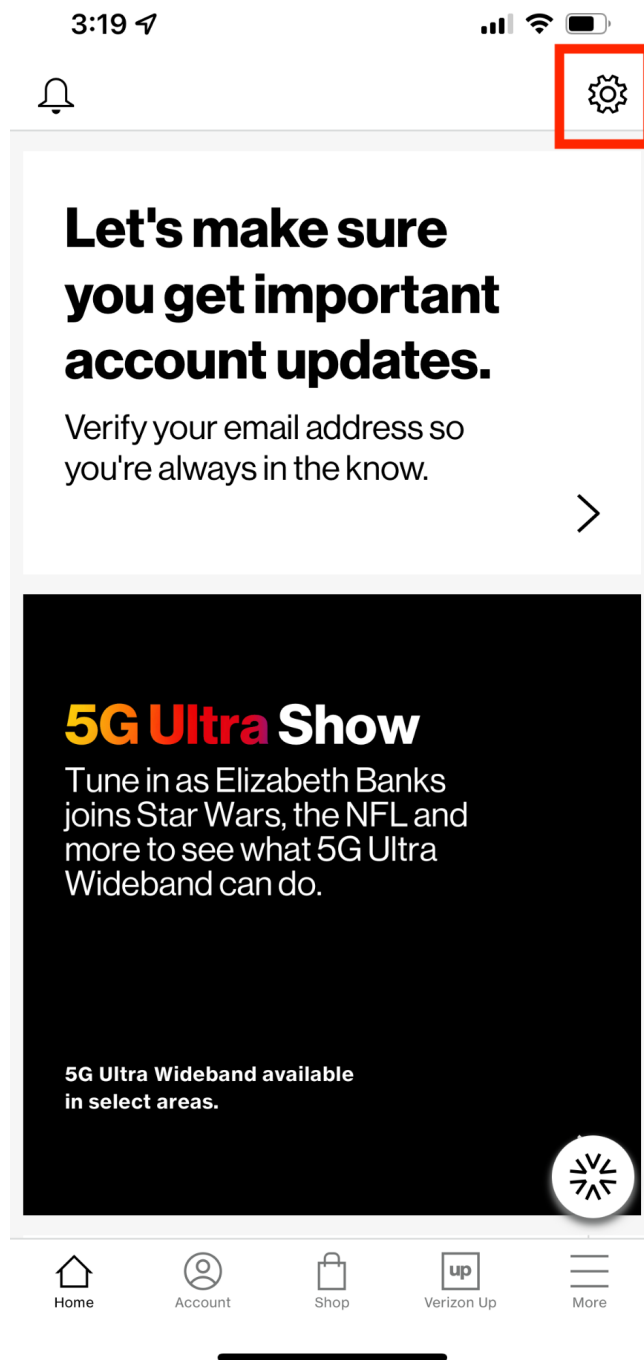 3:19
Let's make sure
you get important
account updates.
Verify your email address so
you're always in the know.
5G Ultra Show
Tune in as Elizabeth Banks
joins Star Wars, the NFL and
more to see what 5G Ultra
Wideband can do.
5G Ultra Wideband available
in select areas.
up
Home Account Shop Verizon Up More